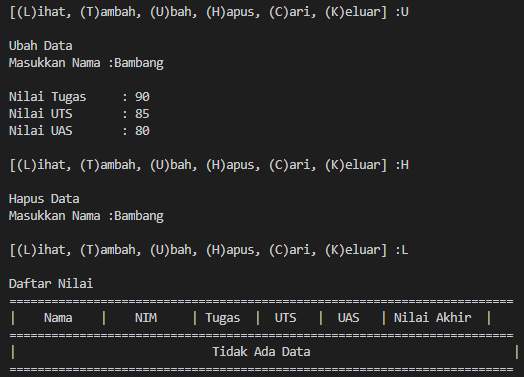 [(L)ihat, (T)ambah, (U)bah, (H)apus, (C)ari, (K)eluar] :U
Ubah Data
Masukkan Nama :Bambang
Nilai Tugas     : 90
Nilai UTS       : 85
Nilai UAS       : 80
[(L)ihat, (T)ambah, (U)bah, (H)apus, (C)ari, (K)eluar] :H
Hapus Data
Masukkan Nama :Bambang
[(L)ihat, (T)ambah, (U)bah, (H)apus, (C)ari, (K)eluar] :L
Daftar Nilai
========================================================================
|    Nama    |    NIM     | Tugas  |  UTS   |  UAS   | Nilai Akhir  |
========================================================================
|                            Tidak Ada Data                             |
========================================================================